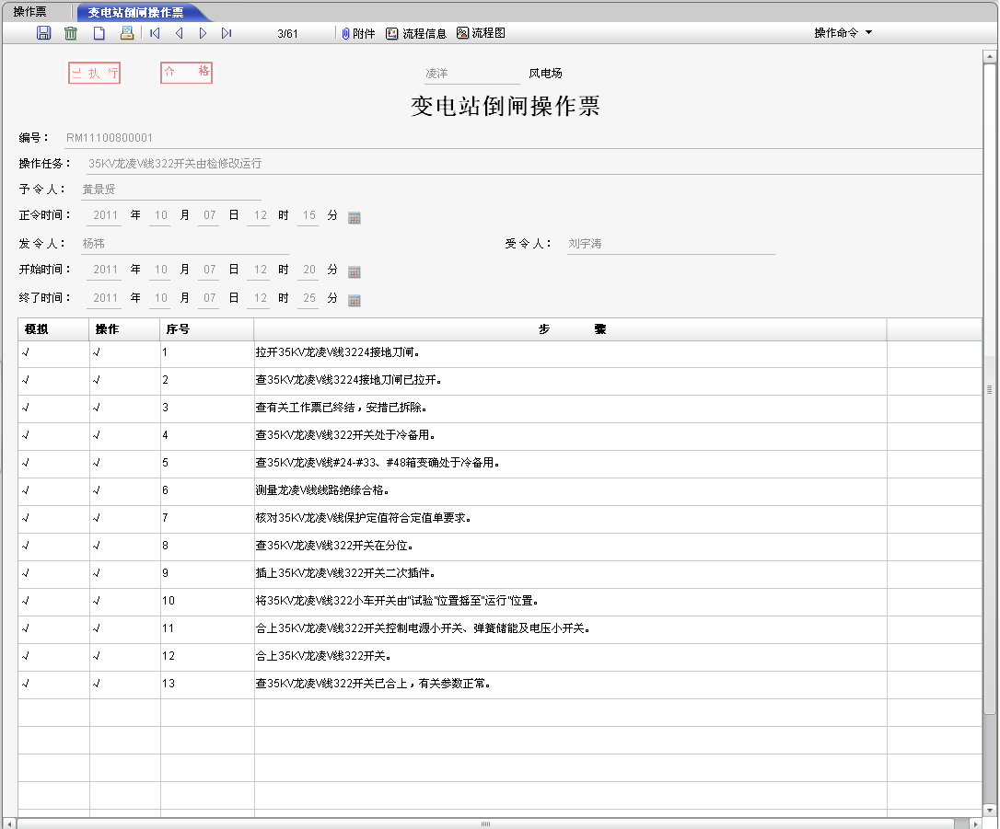 操作票 变电站倒闸操作票
3/61 附件 流程信息 流程图 操作命令
已执行 合格 凌洋 风电场
变电站倒闸操作票
编号： RM11100800001
操作任务： 35KV龙凌V线322开关由检修改运行
予令人： 黄景贤
正令时间： 2011 年 10 月 07 日 12 时 15 分
发令人： 杨祎 受令人： 刘宇涛
开始时间： 2011 年 10 月 07 日 12 时 20 分
终了时间： 2011 年 10 月 07 日 12 时 25 分
模拟 操作 序号 步骤
√ √ 1 拉开35KV龙凌V线3224接地刀闸。
√ √ 2 查35KV龙凌V线3224接地刀闸已拉开。
√ √ 3 查有关工作票已终结，安措已拆除。
√ √ 4 查35KV龙凌V线322开关处于冷备用。
√ √ 5 查35KV龙凌V线#24-#33、#48箱变确处于冷备用。
√ √ 6 测量龙凌V线线路绝缘合格。
√ √ 7 核对35KV龙凌V线保护定值符合定值单要求。
√ √ 8 查35KV龙凌V线322开关在分位。
√ √ 9 插上35KV龙凌V线322开关二次插件。
√ √ 10 将35KV龙凌V线322小车开关由"试验"位置摇至"运行"位置。
√ √ 11 合上35KV龙凌V线322开关控制电源小开关、弹簧储能及电压小开关。
√ √ 12 合上35KV龙凌V线322开关。
√ √ 13 查35KV龙凌V线322开关已合上，有关参数正常。